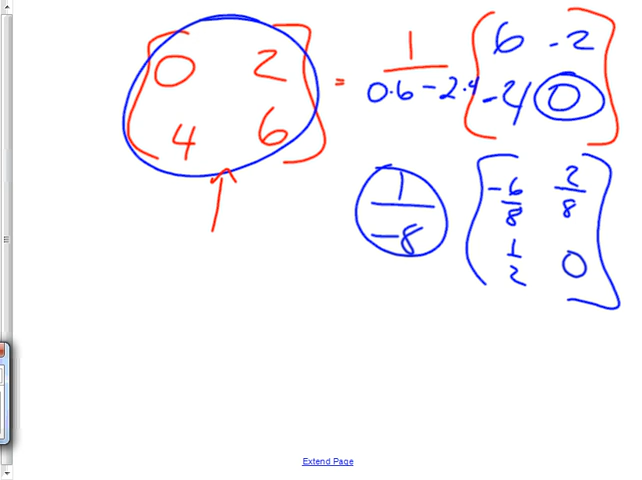 [0 2
4 6] = 1/(0·6 - 2·4) [6 -2
-4 0]
1/-8 [-6/8 2/8
1/2 0]
Extend Page